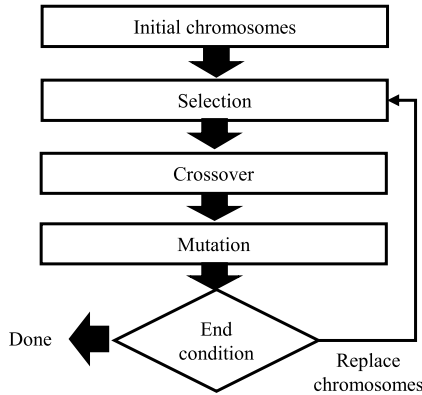 Initial chromosomes
Selection
Crossover
Mutation
End
condition
Done
Replace
chromosomes